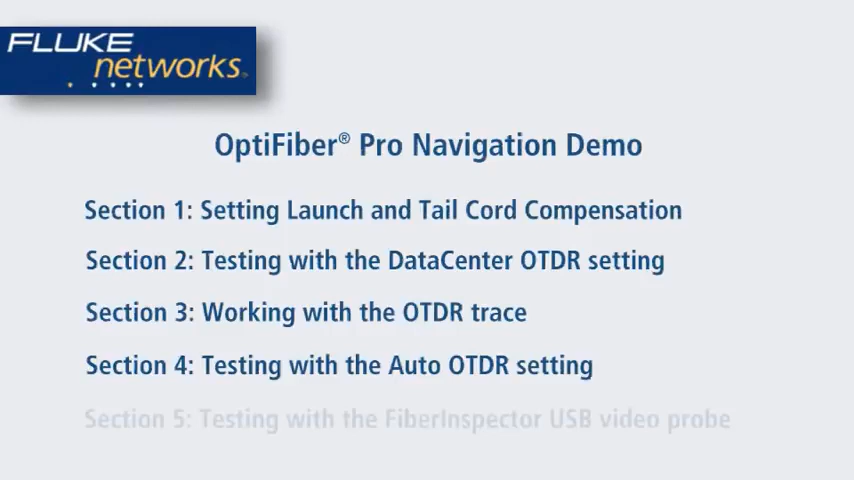 FLUKE
networks.
OptiFiber® Pro Navigation Demo
Section 1: Setting Launch and Tail Cord Compensation
Section 2: Testing with the DataCenter OTDR setting
Section 3: Working with the OTDR trace
Section 4: Testing with the Auto OTDR setting
Section 5: Testing with the FiberInspector USB video probe